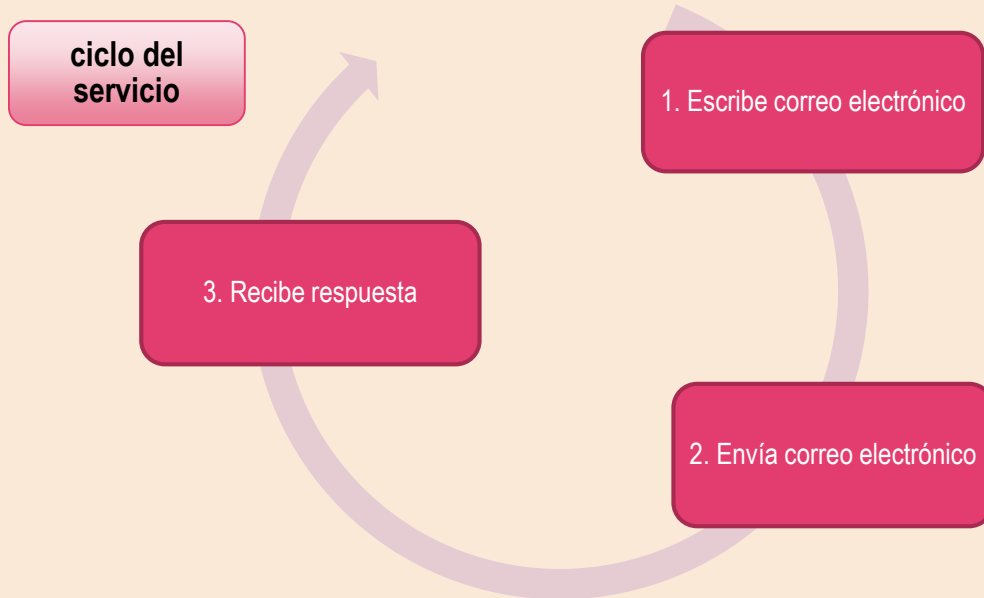 ciclo del
servicio
1. Escribe correo electrónico
3. Recibe respuesta
2. Envía correo electrónico